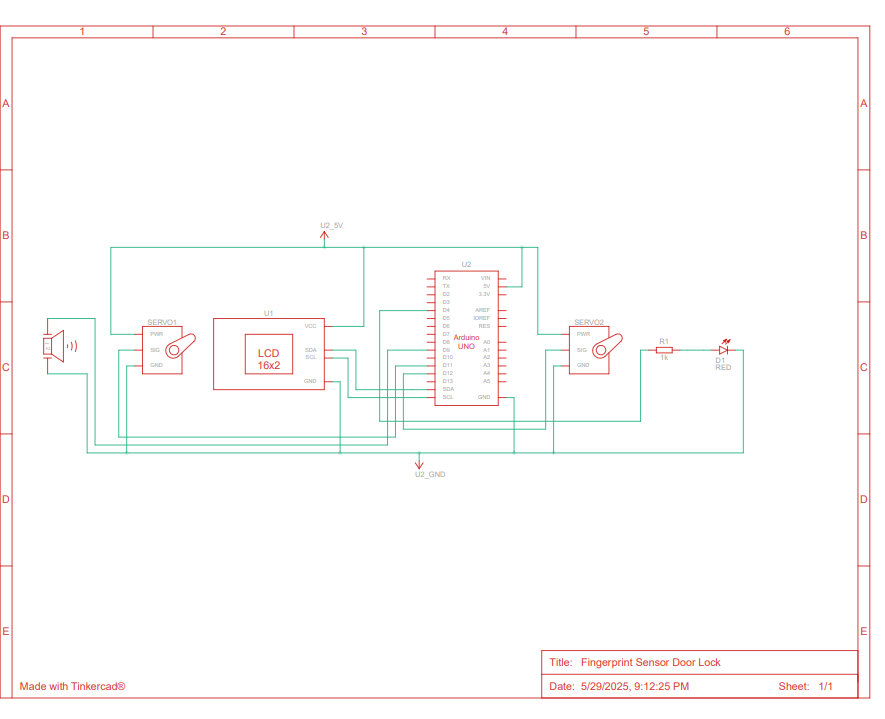 1 2 3 4 5 6
A A
U2_5V
B B
U2
RX VIN
TX 5V
D2 3.3V
D3
D4 AREF
D5 IOREF
D6 RES
D7
Arduino
UNO
D8 A0
D9 A1
D10 A2
D11 A3
D12 A4
D13 A5
SDA
SCL GND
SERVO1
PWR
SIG
GND
U1
VCC
LCD
16x2
SDA
SCL
GND
SERVO2
PWR
SIG
GND
R1
1k
D1
RED
C C
U2_GND
D D
E E
Title: Fingerprint Sensor Door Lock
Made with Tinkercad®
Date: 5/29/2025, 9:12:25 PM Sheet: 1/1